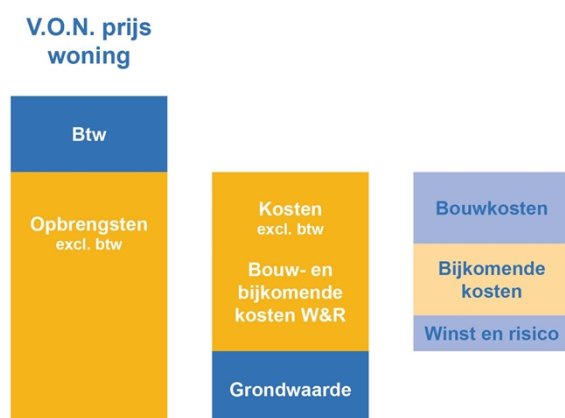 V.O.N. prijs
woning
Btw
Opbrengsten
excl. btw
Kosten
excl. btw
Bouw- en
bijkomende
kosten W&R
Grondwaarde
Bouwkosten
Bijkomende
kosten
Winst en risico